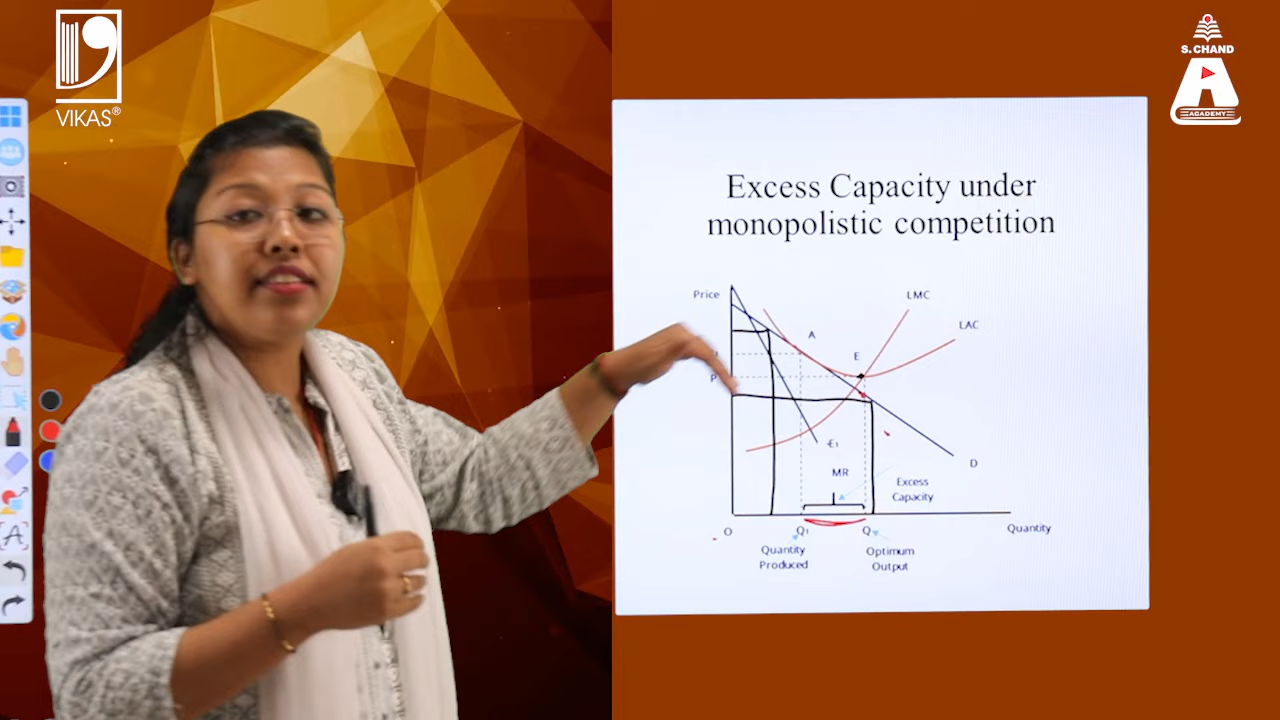 VIKAS®
S. CHAND
ACADEMY
Excess Capacity under
monopolistic competition
Price
LMC
LAC
A
E
P
E₁
MR
D
Excess
Capacity
O
Q₁
Q
Quantity
Quantity
Produced
Optimum
Output